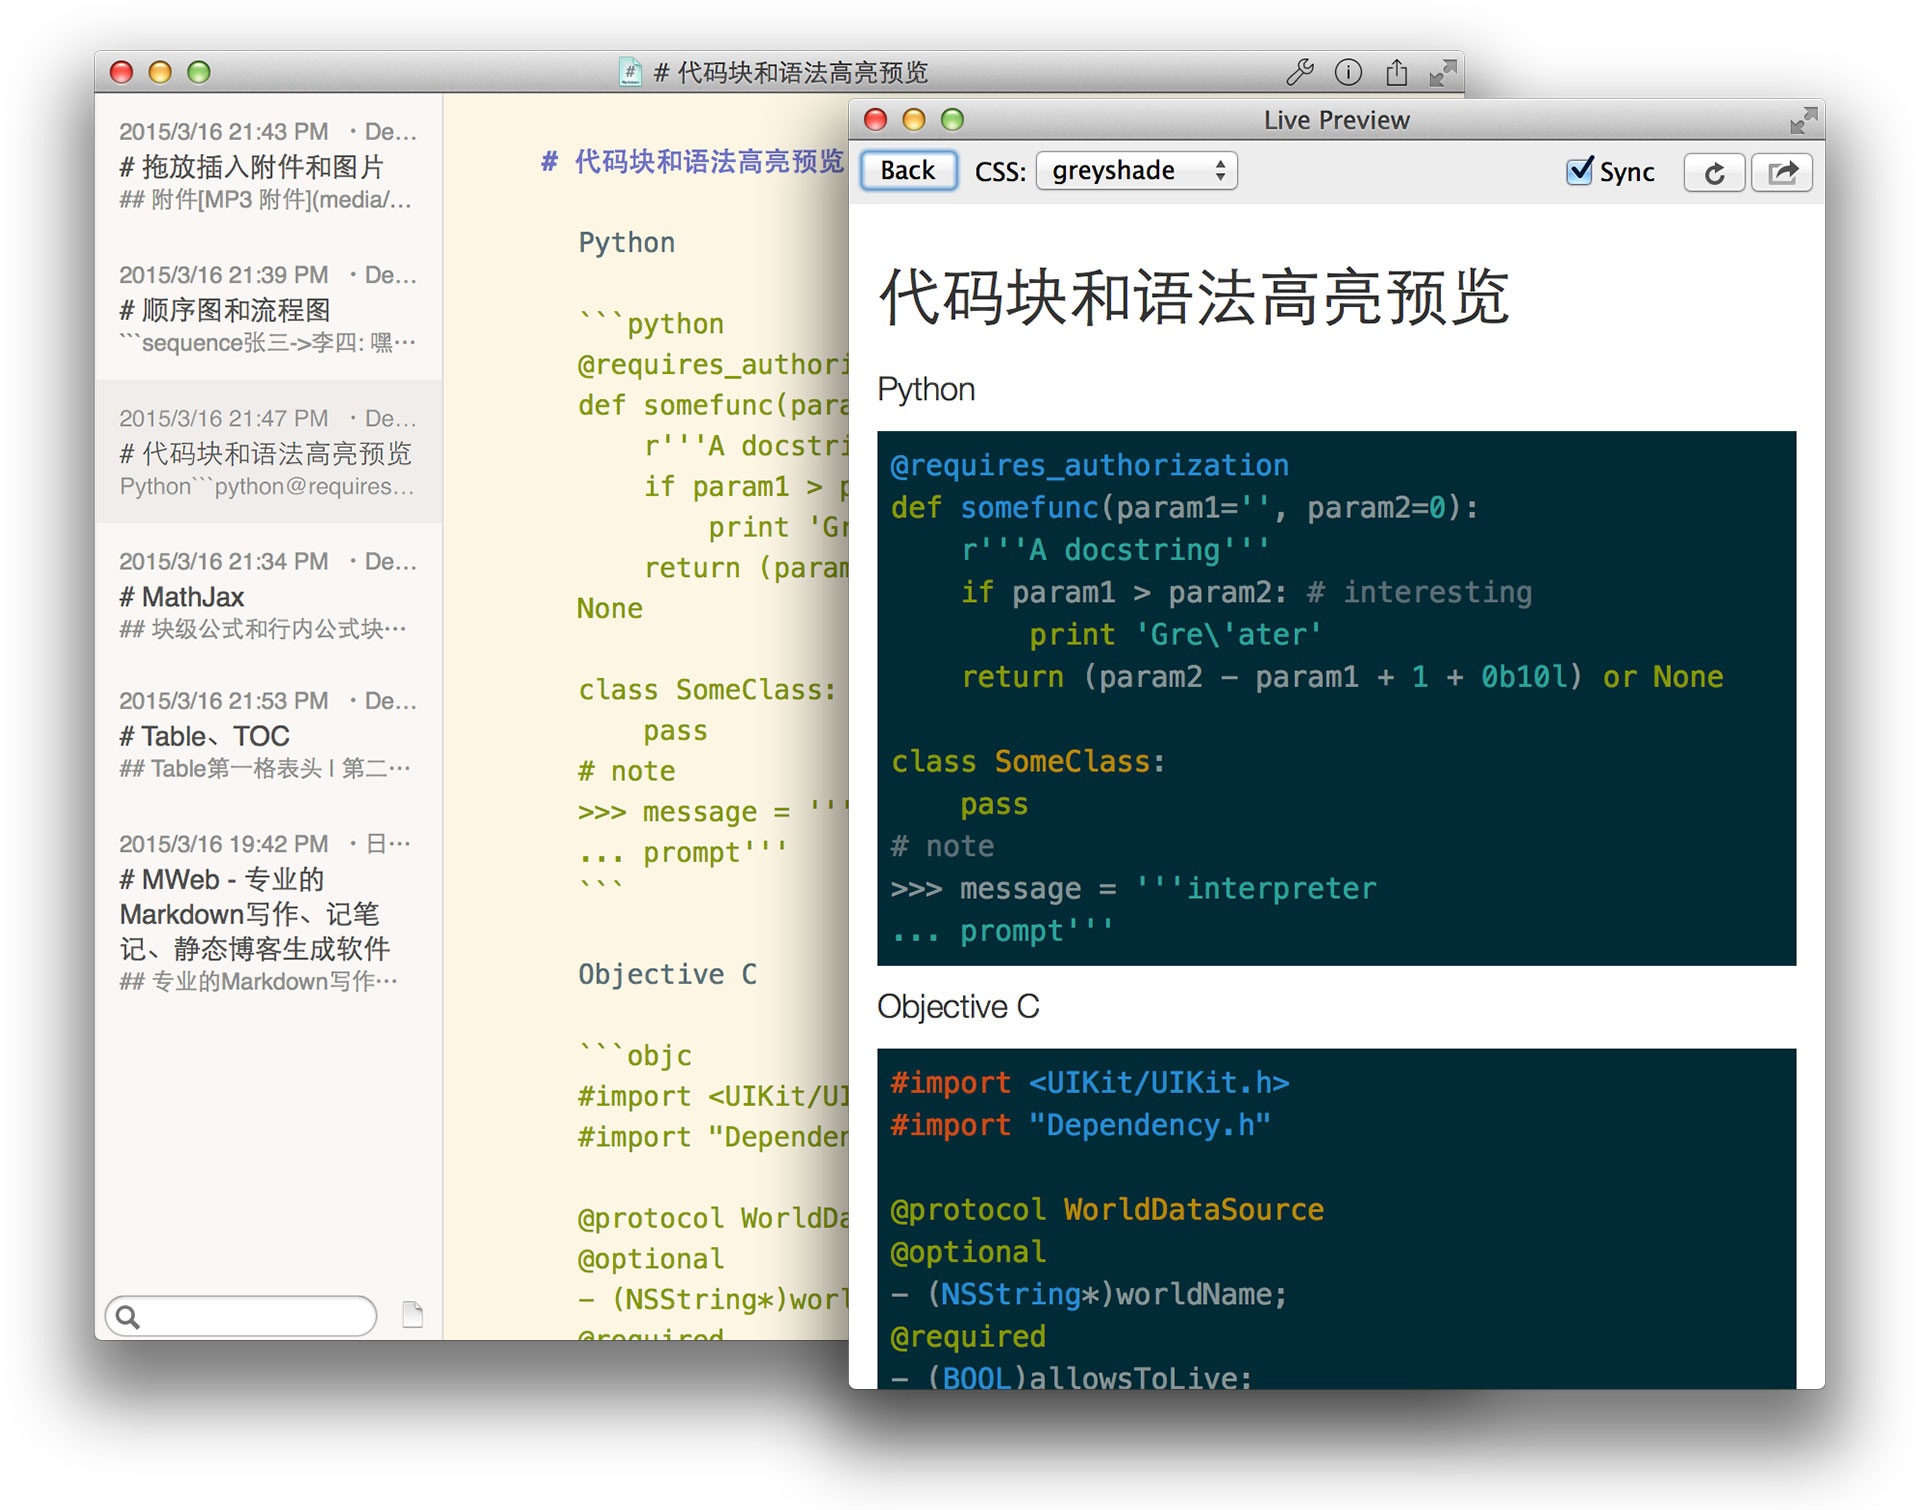 # 代码块和语法高亮预览
2015/3/16 21:43 PM ・De...
# 拖放插入附件和图片
## 附件[MP3 附件](media/...
2015/3/16 21:39 PM ・De...
# 顺序图和流程图
```sequence张三->李四: 嘿…
2015/3/16 21:47 PM ・De...
# 代码块和语法高亮预览
Python```python@requires...
2015/3/16 21:34 PM ・De...
# MathJax
## 块级公式和行内公式块…
2015/3/16 21:53 PM ・De...
# Table、TOC
## Table第一格表头 | 第二…
2015/3/16 19:42 PM ・日…
# MWeb - 专业的
Markdown写作、记笔
记、静态博客生成软件
## 专业的Markdown写作…
# 代码块和语法高亮预览
Python
```python
@requires_authori
def somefunc(para
r'''A docstri
if param1 > p
print 'Gr
return (param
None
class SomeClass:
pass
# note
>>> message = '''
... prompt'''
```
Objective C
```objc
#import <UIKit/UI
#import "Dependen
@protocol WorldDa
@optional
- (NSString*)worl
@required
Live Preview
Back CSS: greyshade Sync
代码块和语法高亮预览
Python
@requires_authorization
def somefunc(param1='', param2=0):
r'''A docstring'''
if param1 > param2: # interesting
print 'Gre\'ater'
return (param2 - param1 + 1 + 0b10l) or None
class SomeClass:
pass
# note
>>> message = '''interpreter
... prompt'''
Objective C
#import <UIKit/UIKit.h>
#import "Dependency.h"
@protocol WorldDataSource
@optional
- (NSString*)worldName;
@required
- (BOOL)allowsToLive;